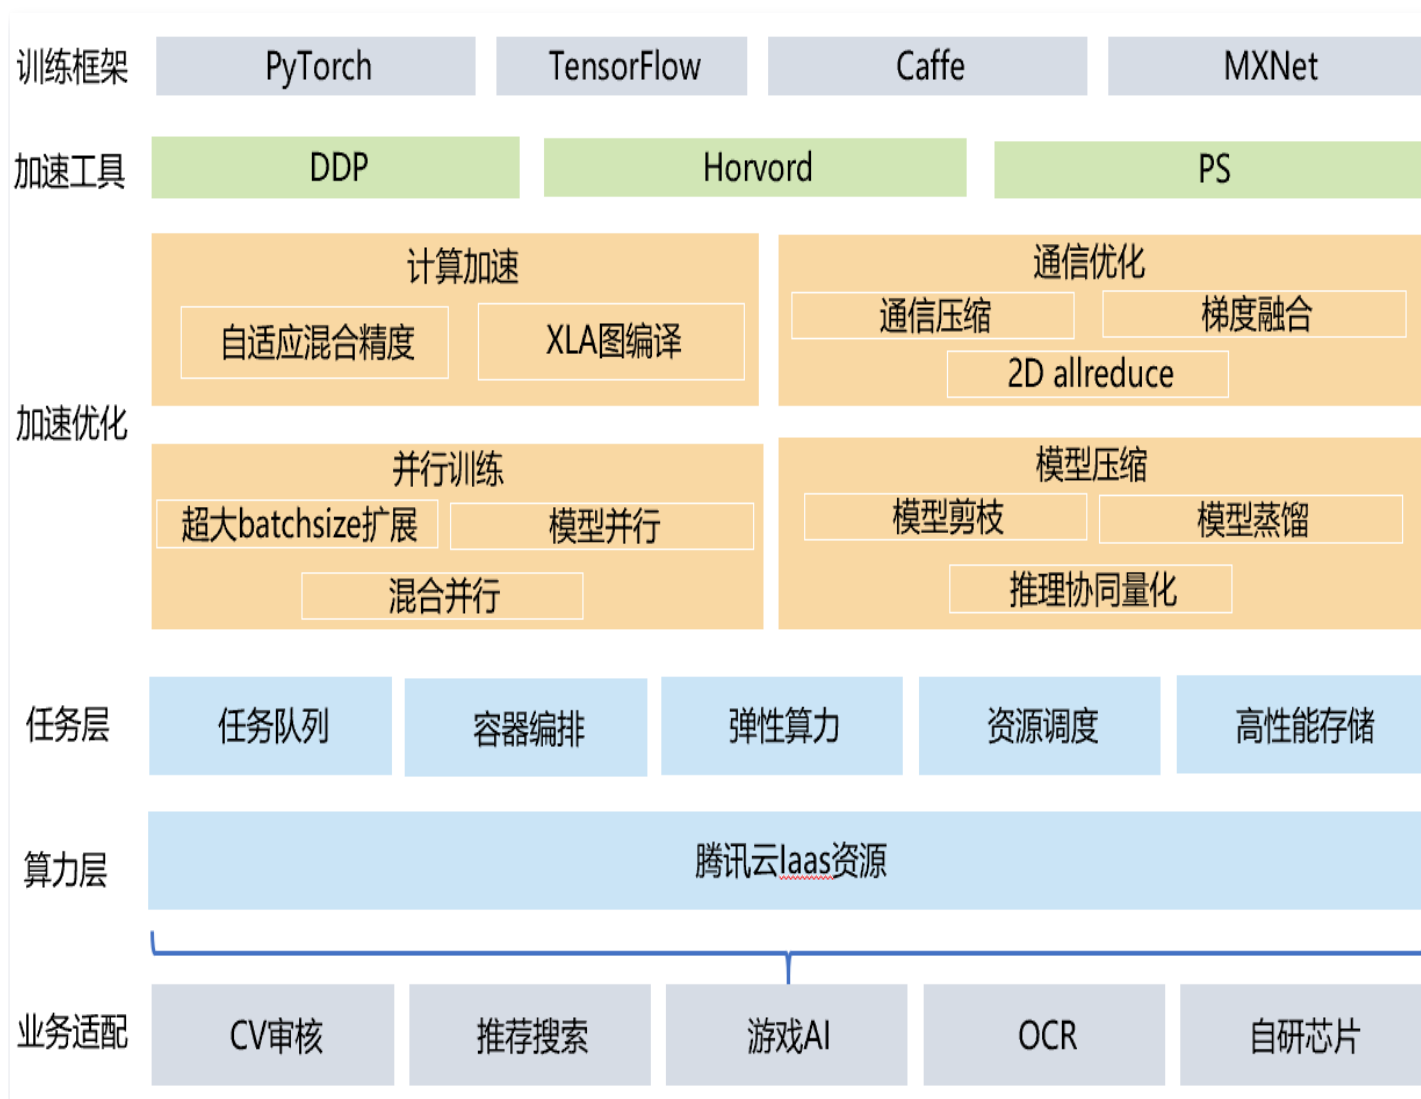 训练框架
PyTorch
TensorFlow
Caffe
MXNet
加速工具
DDP
Horvord
PS
加速优化
计算加速
自适应混合精度
XLA图编译
通信优化
通信压缩
梯度融合
2D allreduce
并行训练
超大batchsize扩展
模型并行
混合并行
模型压缩
模型剪枝
模型蒸馏
推理协同量化
任务层
任务队列
容器编排
弹性算力
资源调度
高性能存储
算力层
腾讯云Iaas资源
业务适配
CV审核
推荐搜索
游戏AI
OCR
自研芯片